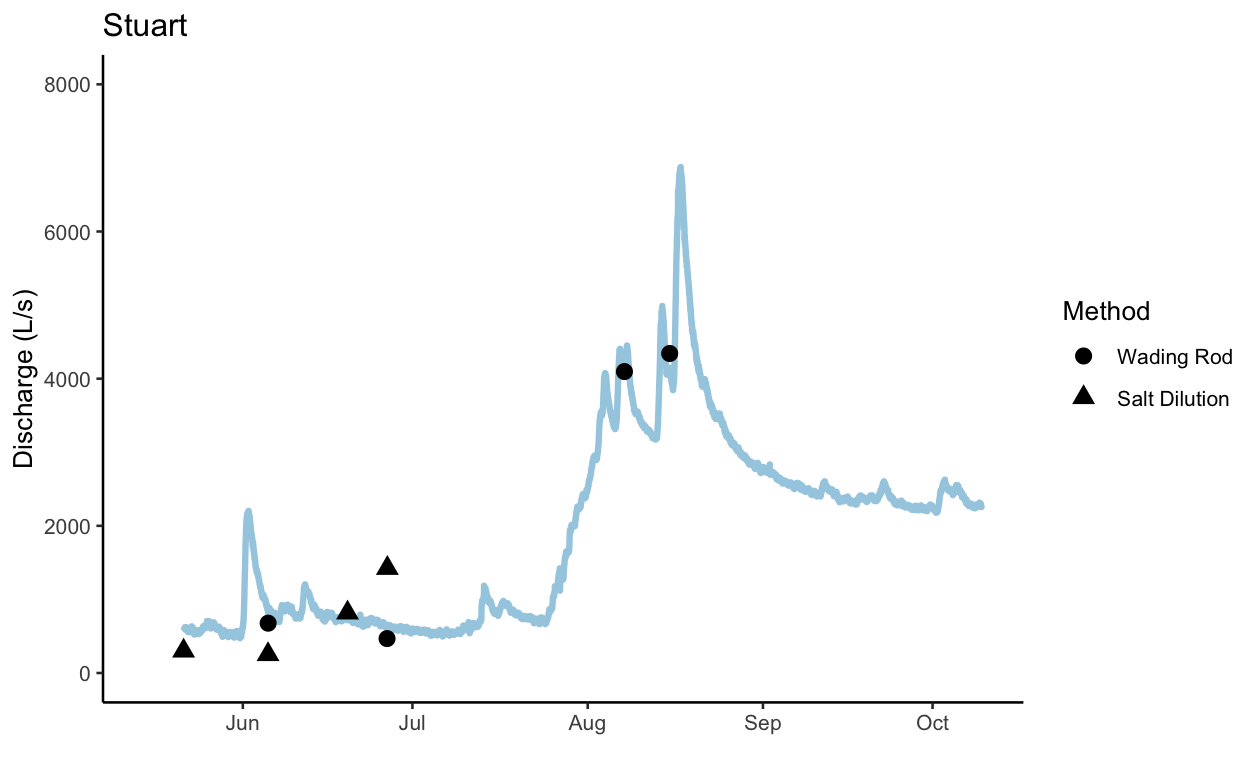 Stuart
Discharge (L/s)
8000
6000
4000
2000
0
Jun
Jul
Aug
Sep
Oct
Method
Wading Rod
Salt Dilution